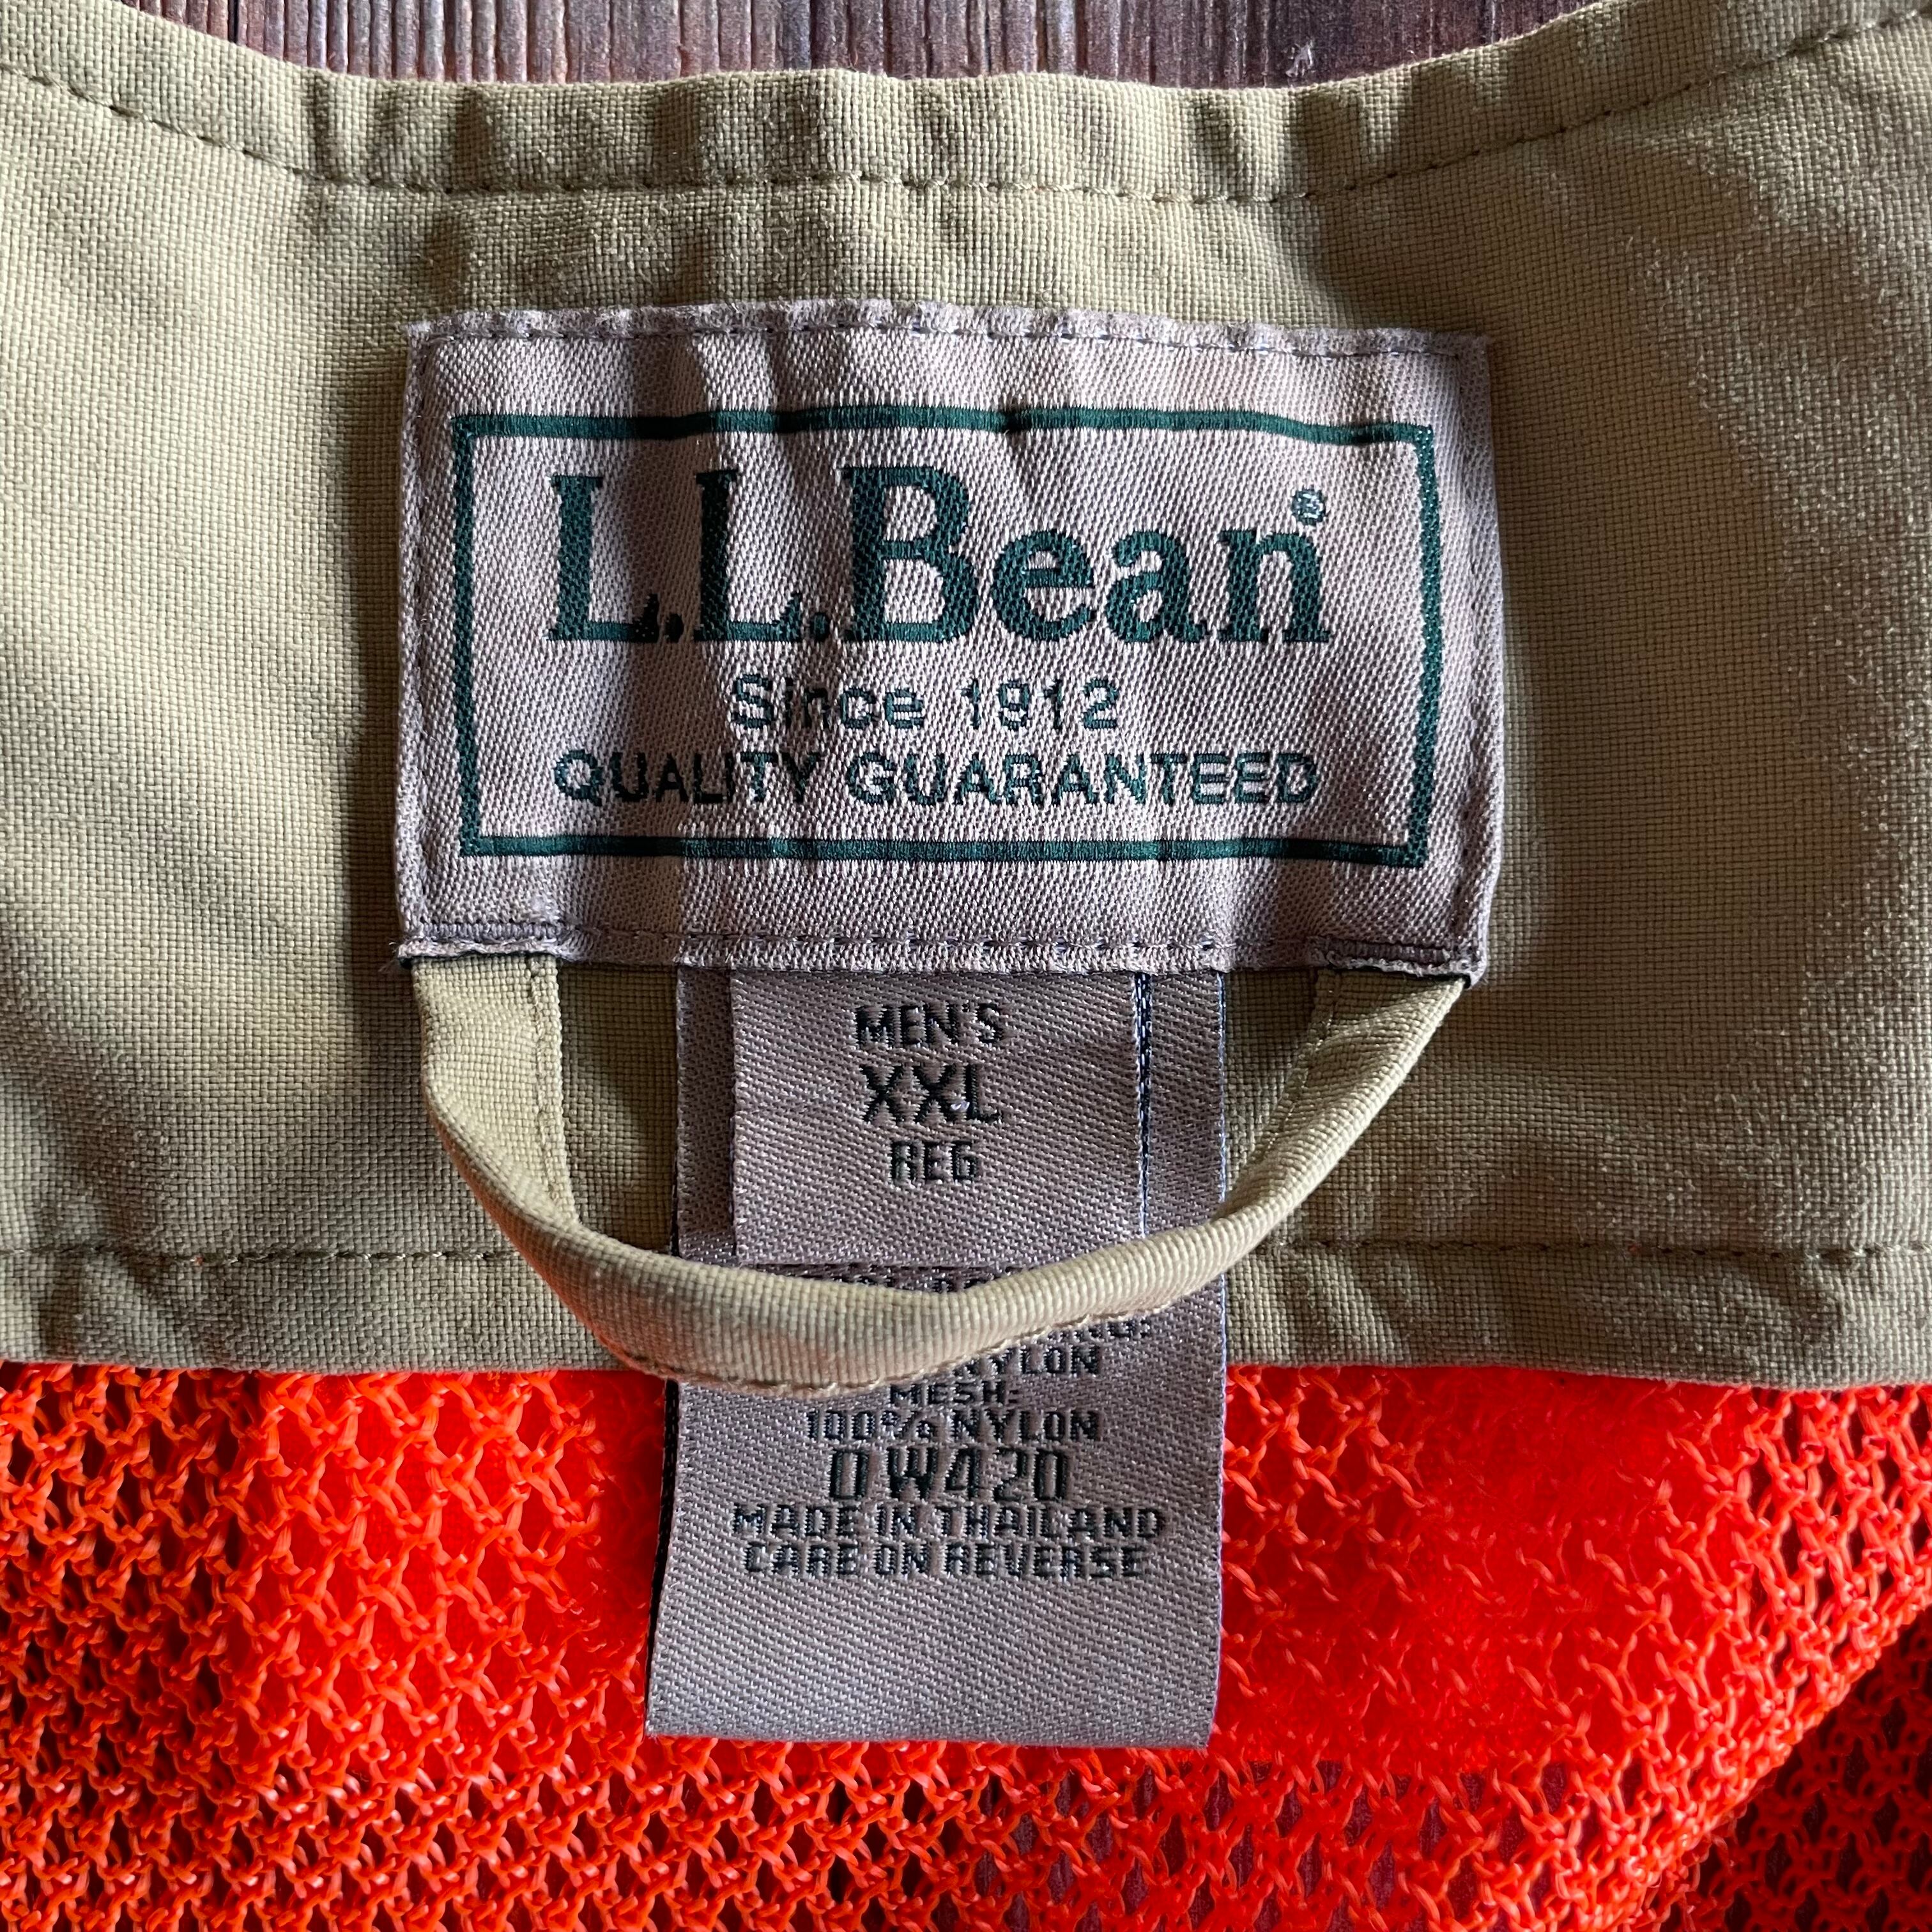 L.L.Bean®
Since 1912
QUALITY GUARANTEED
MEN'S
XXL
REG
NYLON
MESH:
100% NYLON
0W420
MADE IN THAILAND
CARE ON REVERSE